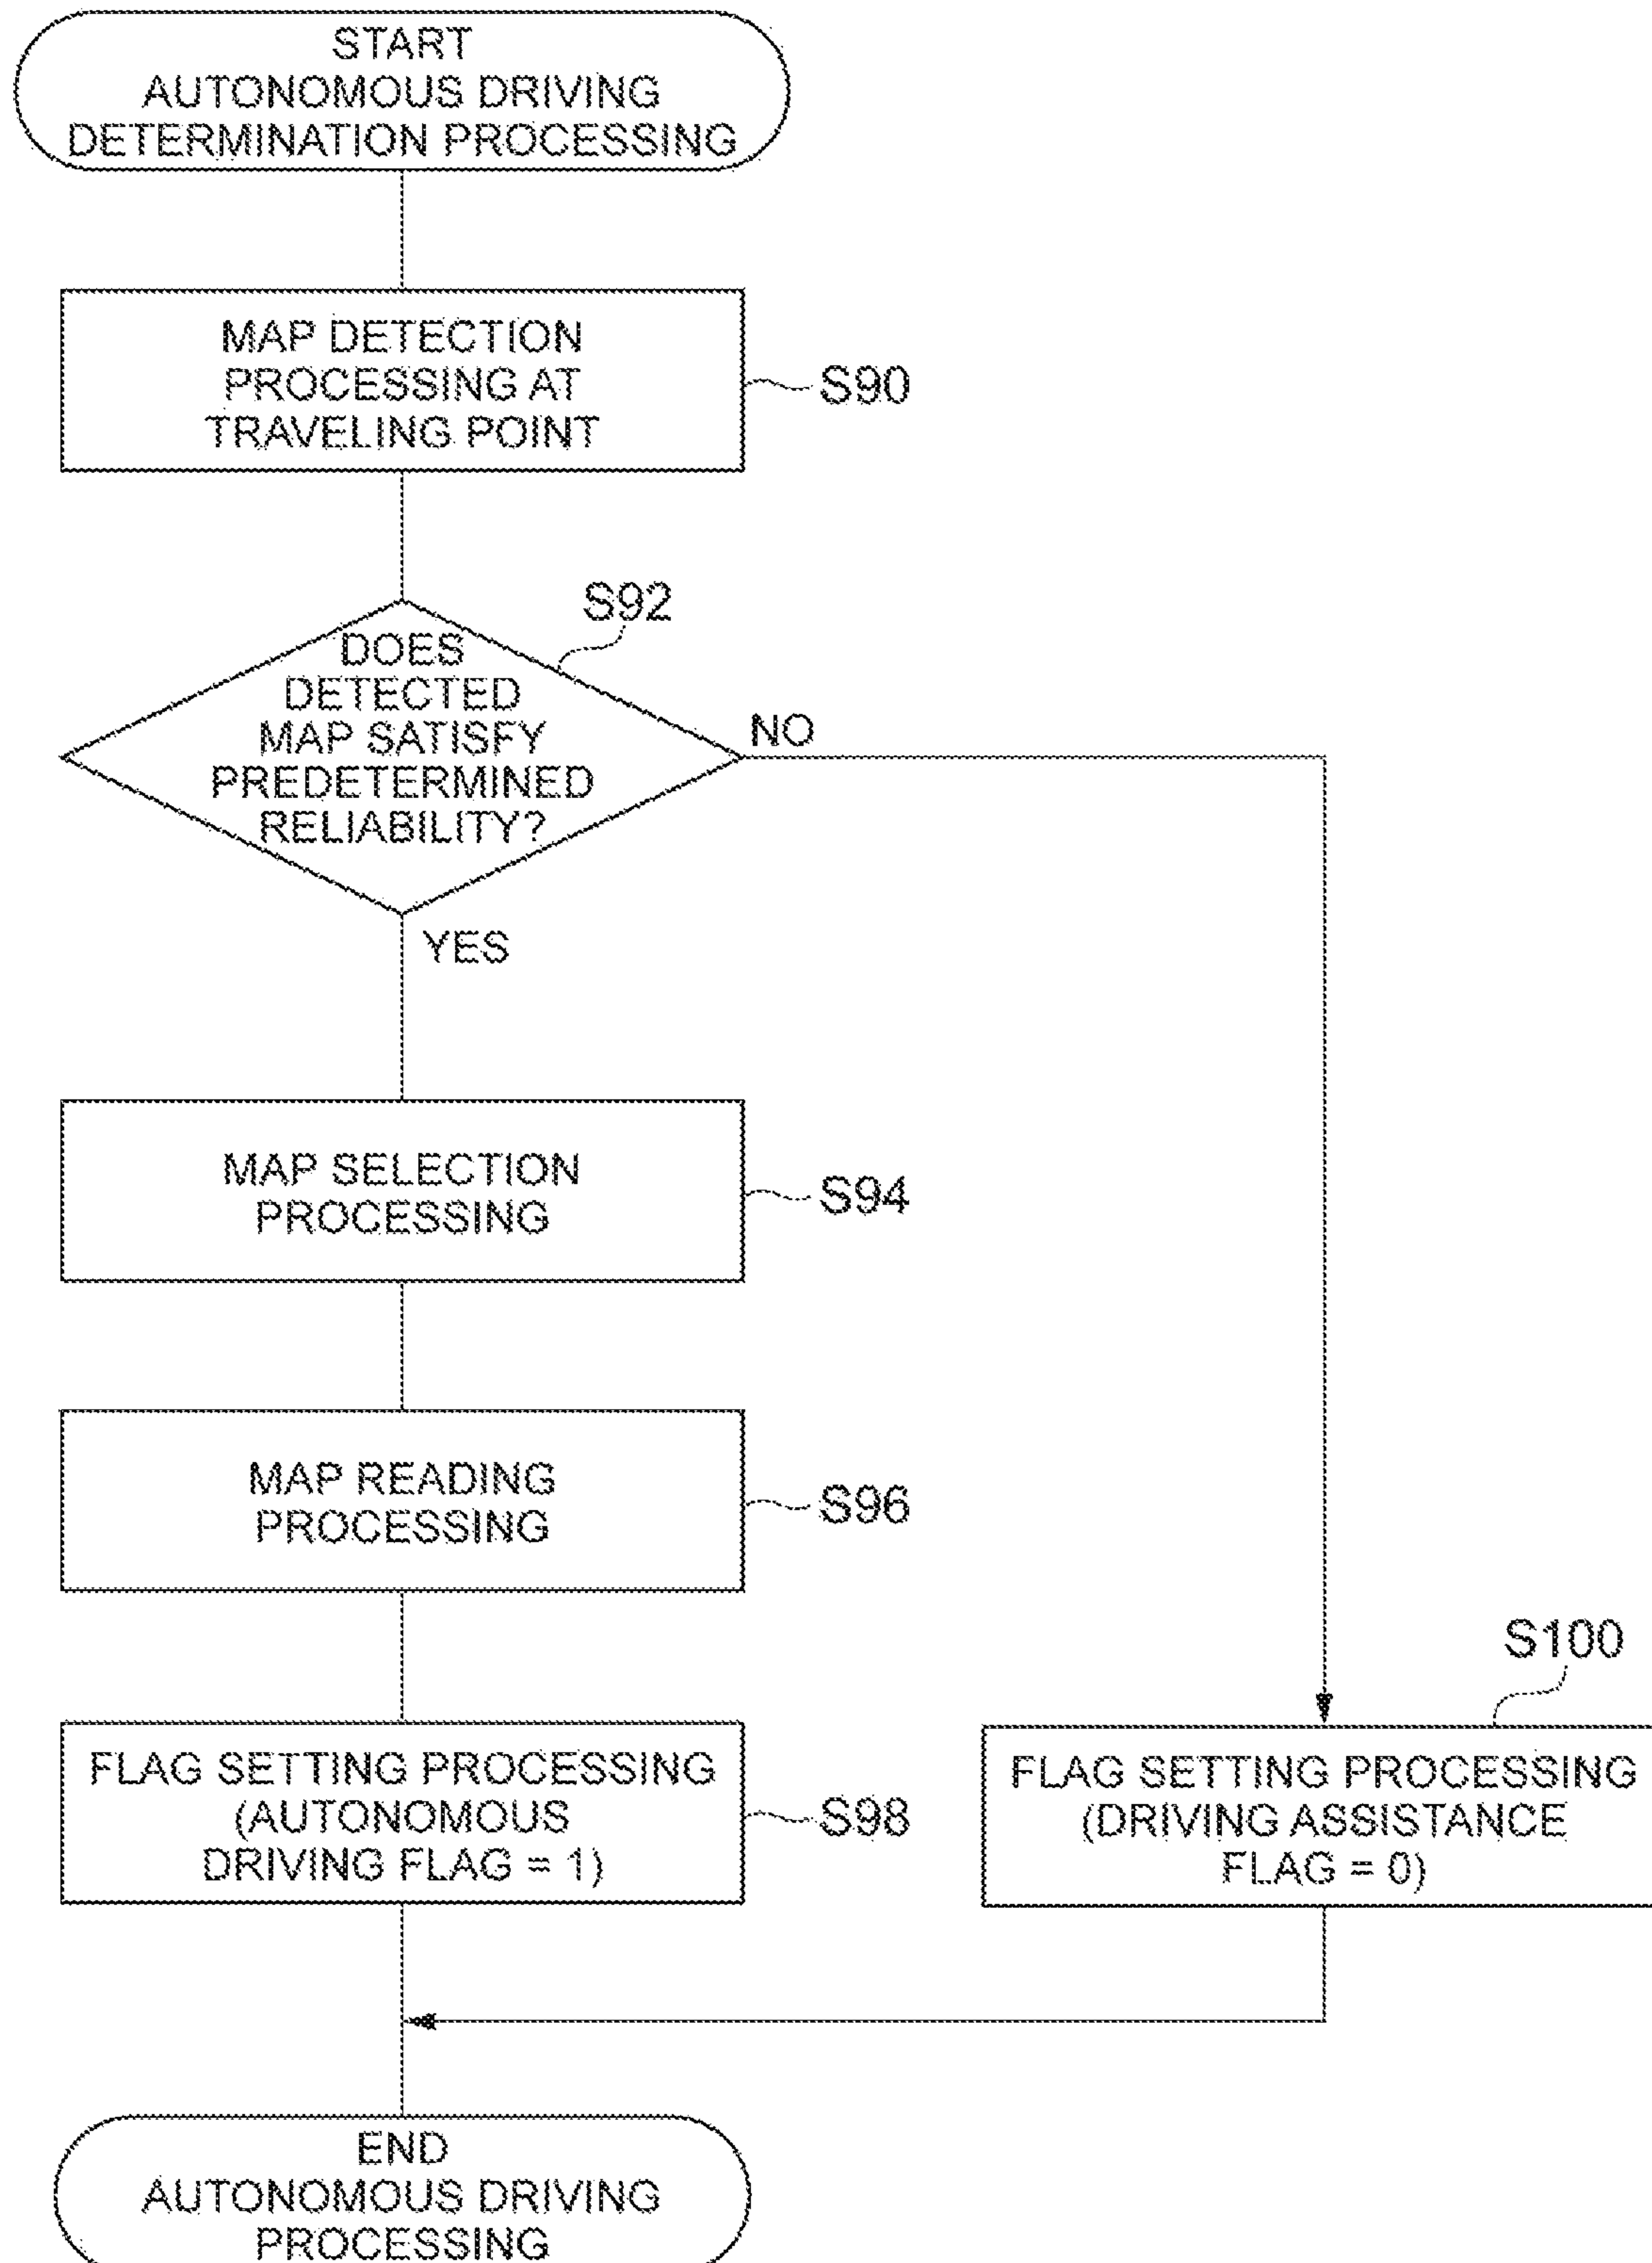 START
AUTONOMOUS DRIVING
DETERMINATION PROCESSING
MAP DETECTION
PROCESSING AT
TRAVELING POINT
S90
S92
DOES
DETECTED
MAP SATISFY
PREDETERMINED
RELIABILITY?
NO
YES
MAP SELECTION
PROCESSING
S94
MAP READING
PROCESSING
S96
FLAG SETTING PROCESSING
(AUTONOMOUS
DRIVING FLAG = 1)
S98
S100
FLAG SETTING PROCESSING
(DRIVING ASSISTANCE
FLAG = 0)
END
AUTONOMOUS DRIVING
PROCESSING